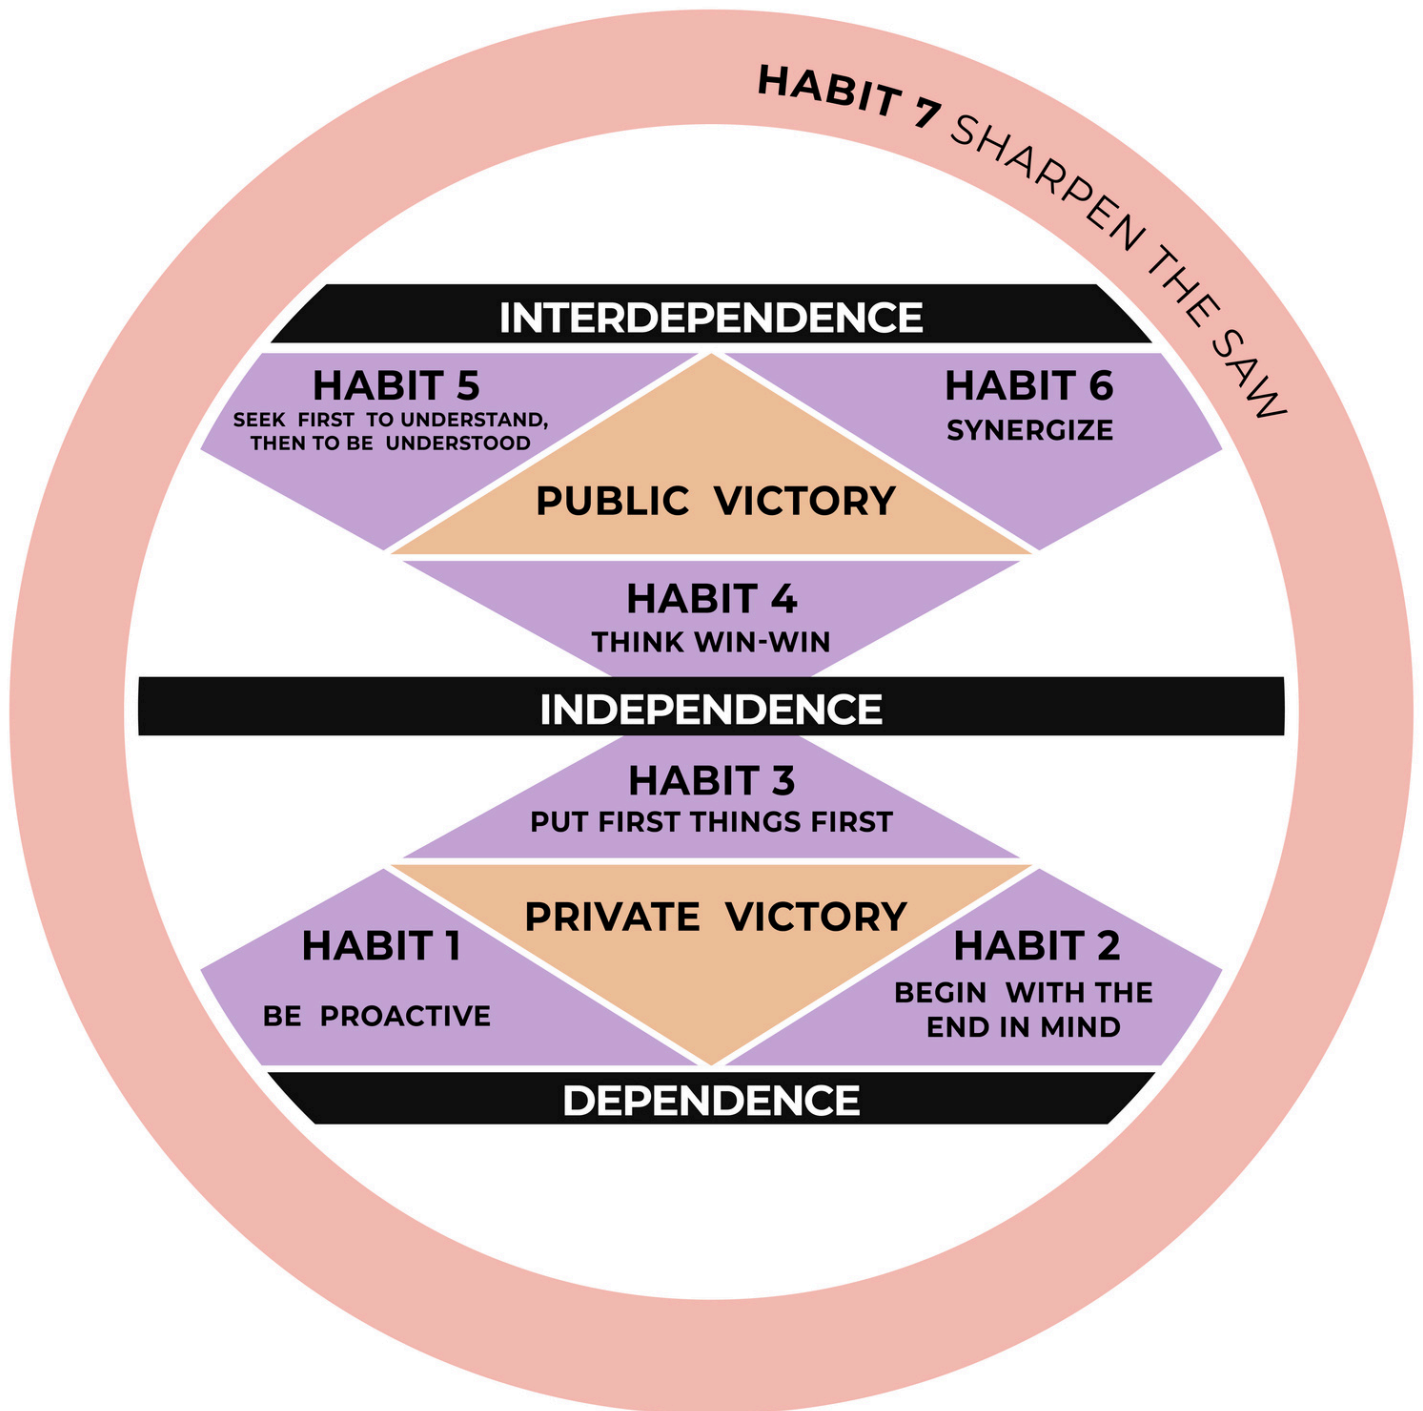 HABIT 7 SHARPEN THE SAW
INTERDEPENDENCE
HABIT 5
SEEK FIRST TO UNDERSTAND,
THEN TO BE UNDERSTOOD
HABIT 6
SYNERGIZE
PUBLIC VICTORY
HABIT 4
THINK WIN-WIN
INDEPENDENCE
HABIT 3
PUT FIRST THINGS FIRST
PRIVATE VICTORY
HABIT 1
BE PROACTIVE
HABIT 2
BEGIN WITH THE
END IN MIND
DEPENDENCE